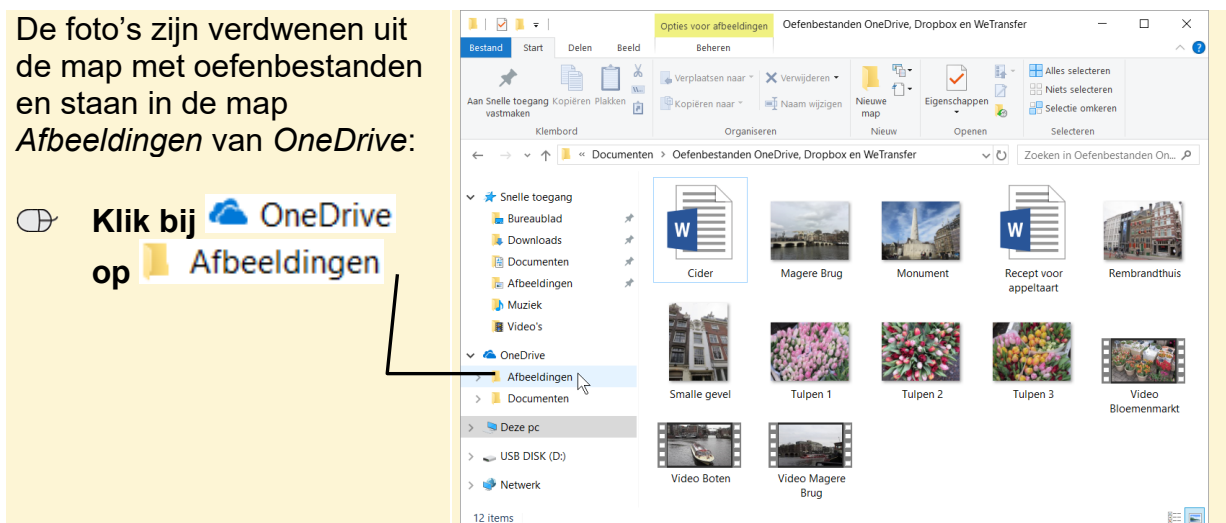 De foto’s zijn verdwenen uit
de map met oefenbestanden
en staan in de map
Afbeeldingen van OneDrive:
Klik bij OneDrive
op Afbeeldingen
Opties voor afbeeldingen
Oefenbestanden OneDrive, Dropbox en WeTransfer
Bestand Start Delen Beeld Beheren
Aan Snelle toegang vastmaken
Kopiëren
Plakken
Klembord
Verplaatsen naar
Kopiëren naar
Verwijderen
Naam wijzigen
Organiseren
Nieuwe map
Nieuw
Eigenschappen
Openen
Alles selecteren
Niets selecteren
Selectie omkeren
Selecteren
« Documenten > Oefenbestanden OneDrive, Dropbox en WeTransfer
Zoeken in Oefenbestanden On...
Snelle toegang
Bureaublad
Downloads
Documenten
Afbeeldingen
Muziek
Video's
OneDrive
Afbeeldingen
Documenten
Deze pc
USB DISK (D:)
Netwerk
Cider
Magere Brug
Monument
Recept voor
appeltaart
Rembrandthuis
Smalle gevel
Tulpen 1
Tulpen 2
Tulpen 3
Video
Bloemenmarkt
Video Boten
Video Magere
Brug
12 items